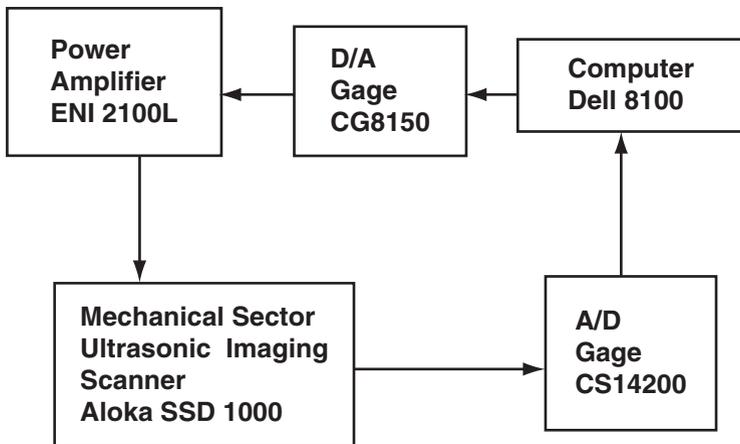 Power
Amplifier
ENI 2100L
D/A
Gage
CG8150
Computer
Dell 8100
Mechanical Sector
Ultrasonic Imaging
Scanner
Aloka SSD 1000
A/D
Gage
CS14200